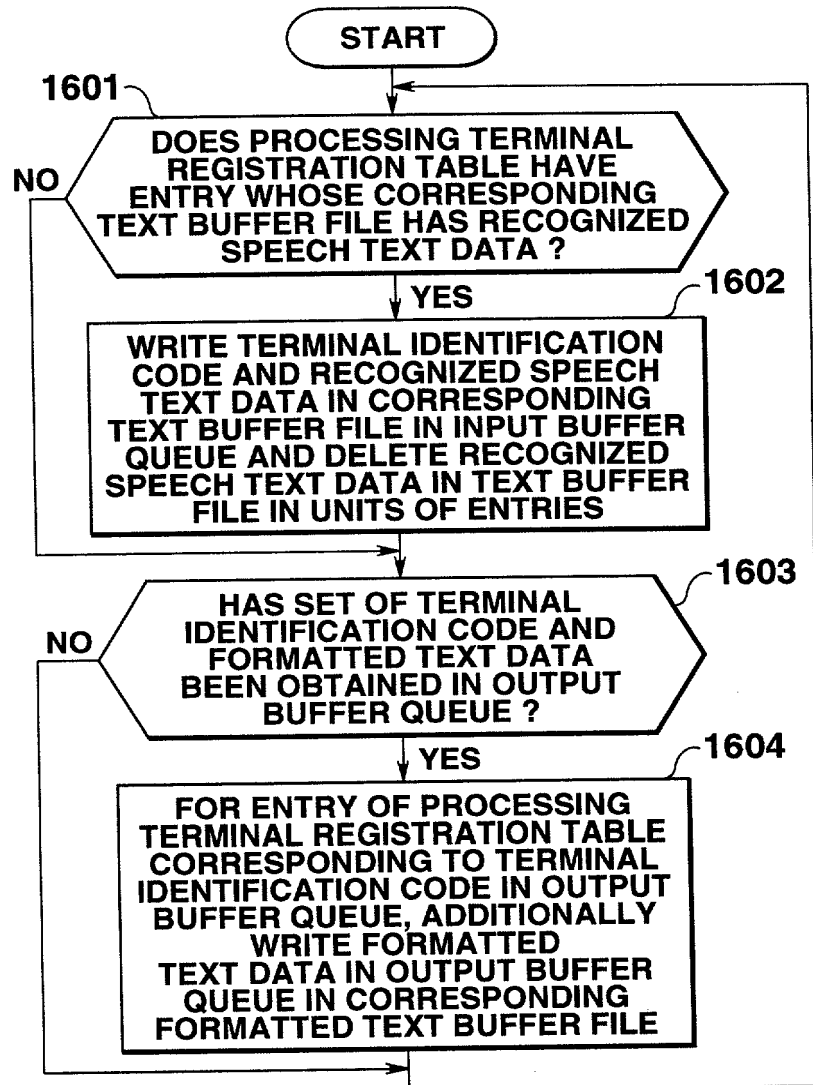 START
1601
DOES PROCESSING TERMINAL
REGISTRATION TABLE HAVE
ENTRY WHOSE CORRESPONDING
TEXT BUFFER FILE HAS RECOGNIZED
SPEECH TEXT DATA ?
NO
YES
1602
WRITE TERMINAL IDENTIFICATION
CODE AND RECOGNIZED SPEECH
TEXT DATA IN CORRESPONDING
TEXT BUFFER FILE IN INPUT BUFFER
QUEUE AND DELETE RECOGNIZED
SPEECH TEXT DATA IN TEXT BUFFER
FILE IN UNITS OF ENTRIES
1603
HAS SET OF TERMINAL
IDENTIFICATION CODE AND
FORMATTED TEXT DATA
BEEN OBTAINED IN OUTPUT
BUFFER QUEUE ?
NO
YES
1604
FOR ENTRY OF PROCESSING
TERMINAL REGISTRATION TABLE
CORRESPONDING TO TERMINAL
IDENTIFICATION CODE IN OUTPUT
BUFFER QUEUE, ADDITIONALLY
WRITE FORMATTED
TEXT DATA IN OUTPUT BUFFER
QUEUE IN CORRESPONDING
FORMATTED TEXT BUFFER FILE